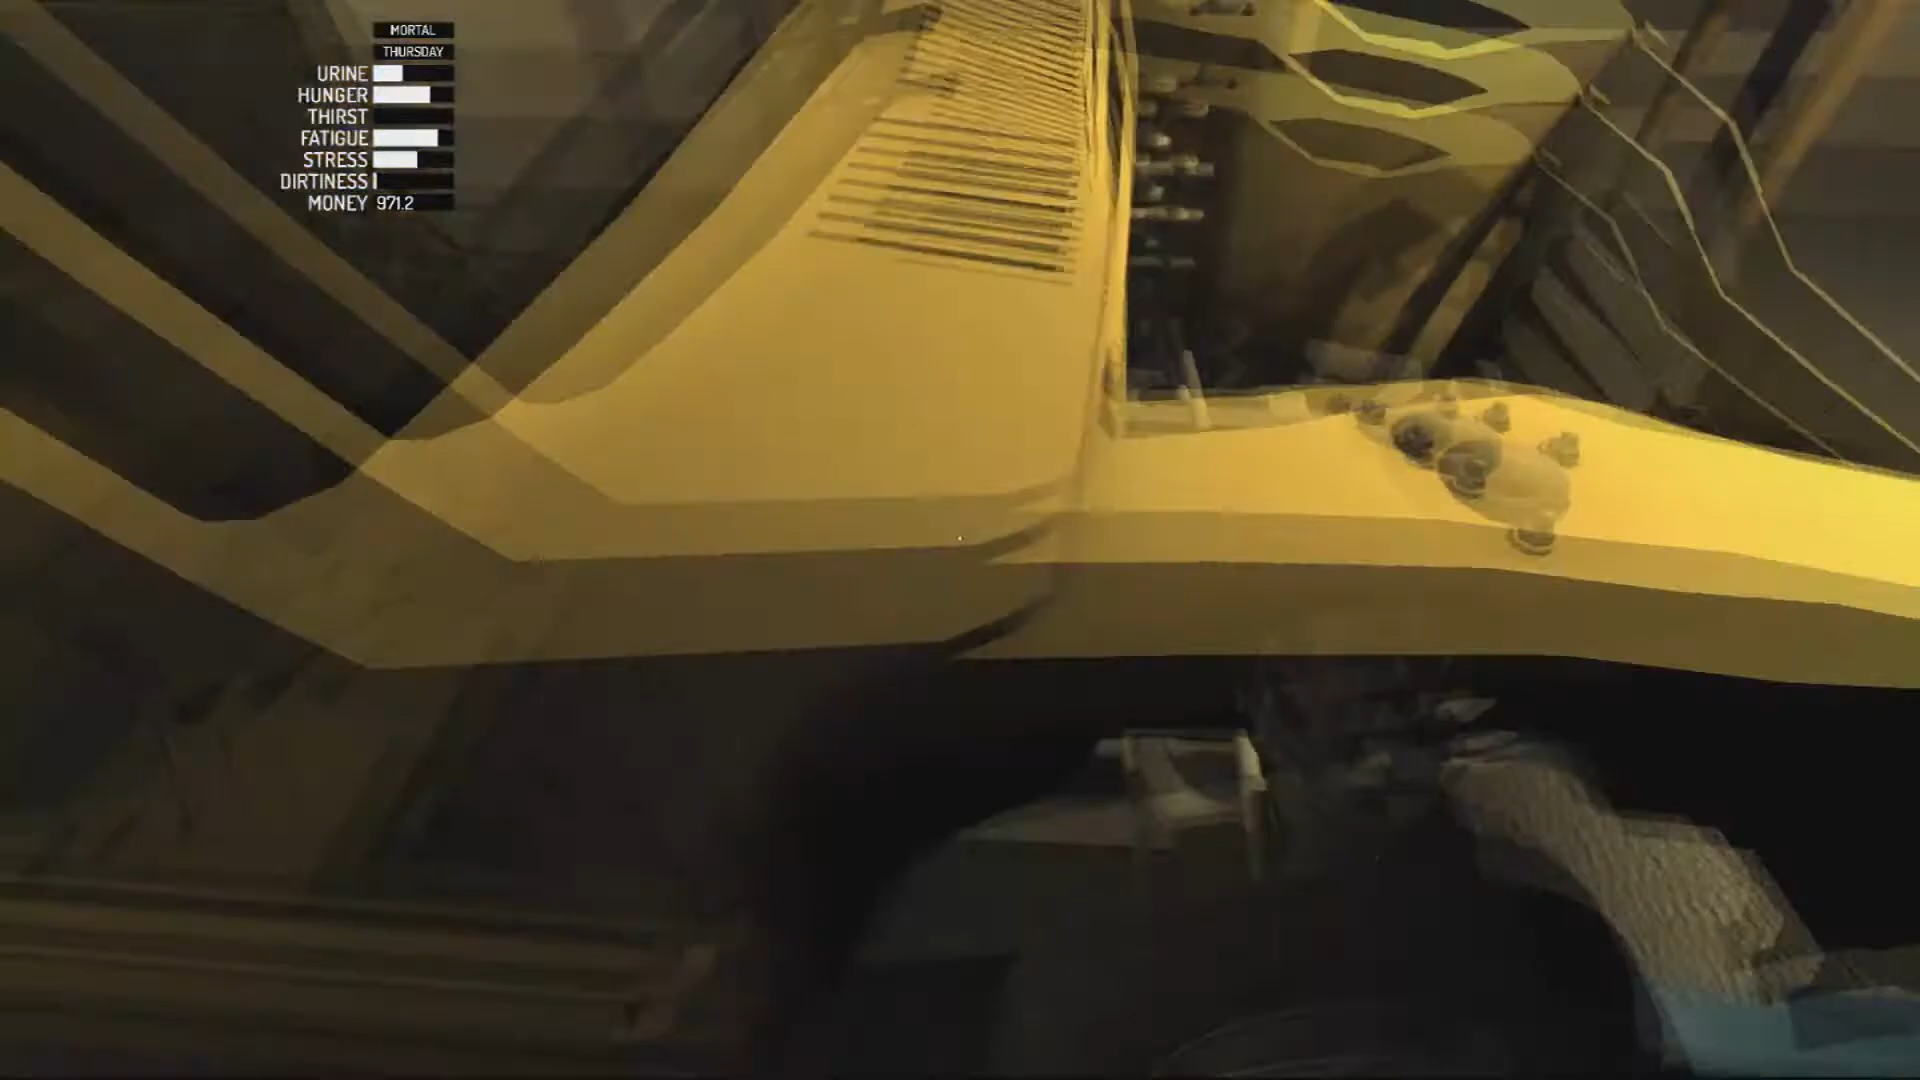 MORTAL
THURSDAY
URINE
HUNGER
THIRST
FATIGUE
STRESS
DIRTINESS
MONEY 971.2